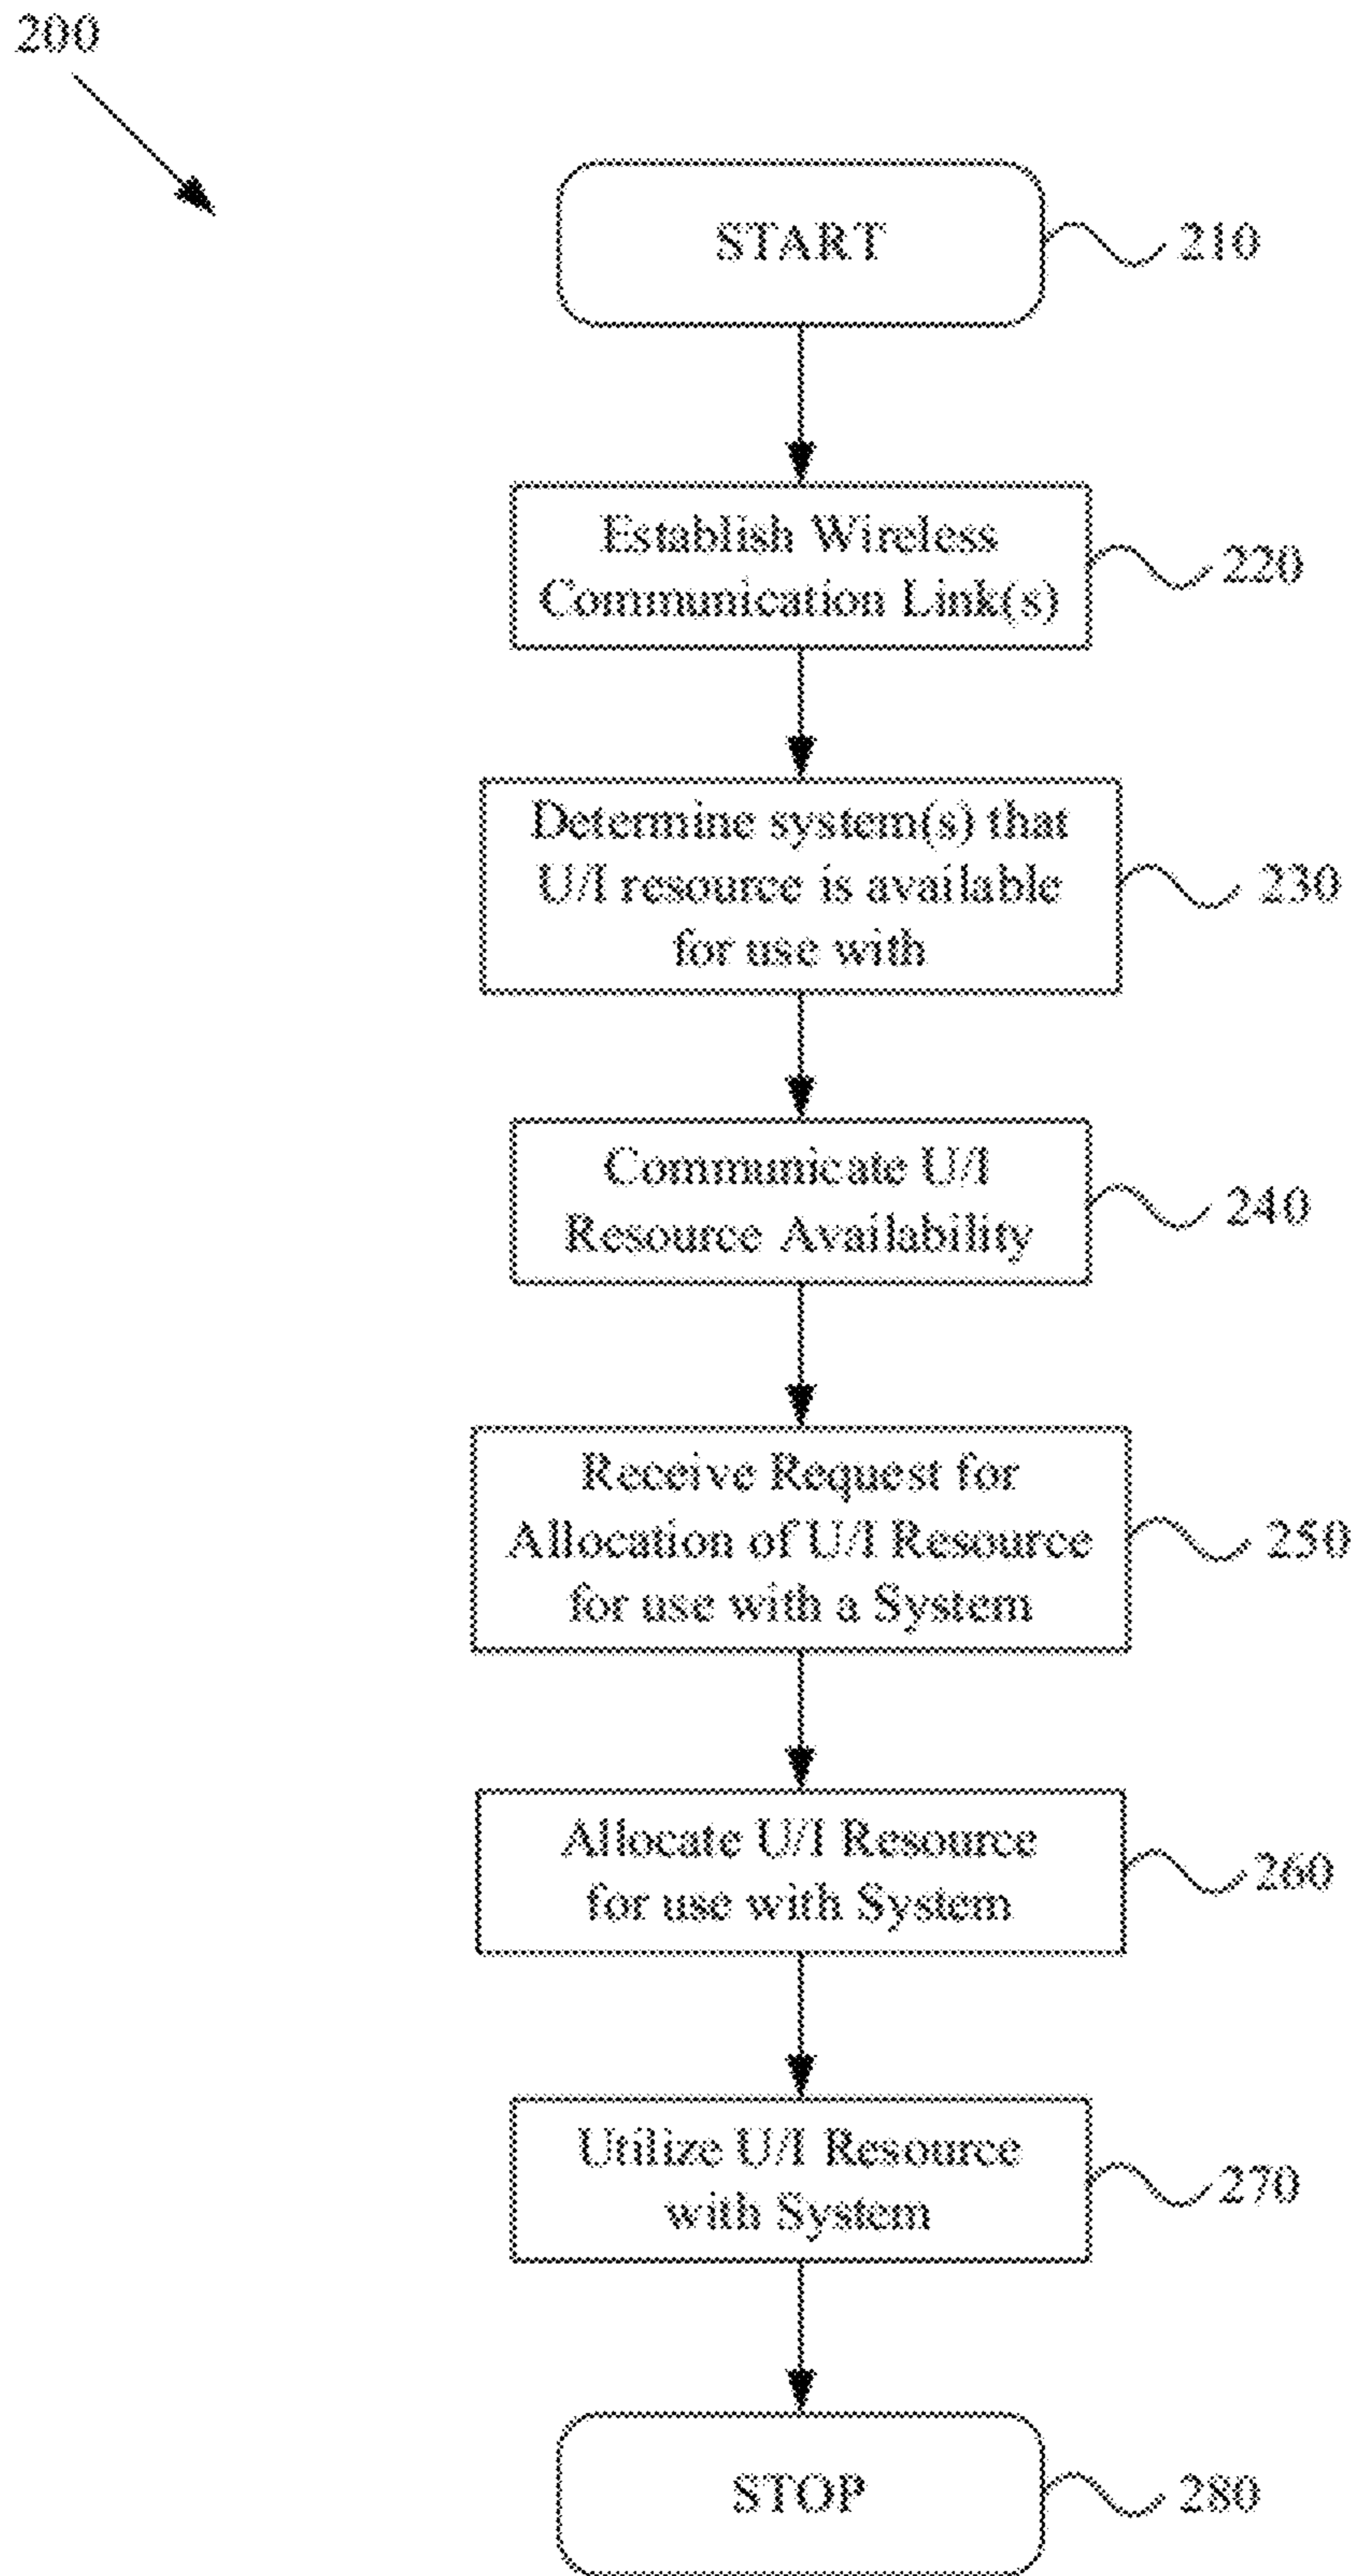 200
START
210
Establish Wireless
Communication Link(s)
220
Determine system(s) that
U/I resource is available
for use with
230
Communicate U/I
Resource Availability
240
Receive Request for
Allocation of U/I Resource
for use with a System
250
Allocate U/I Resource
for use with System
260
Utilize U/I Resource
with System
270
STOP
280